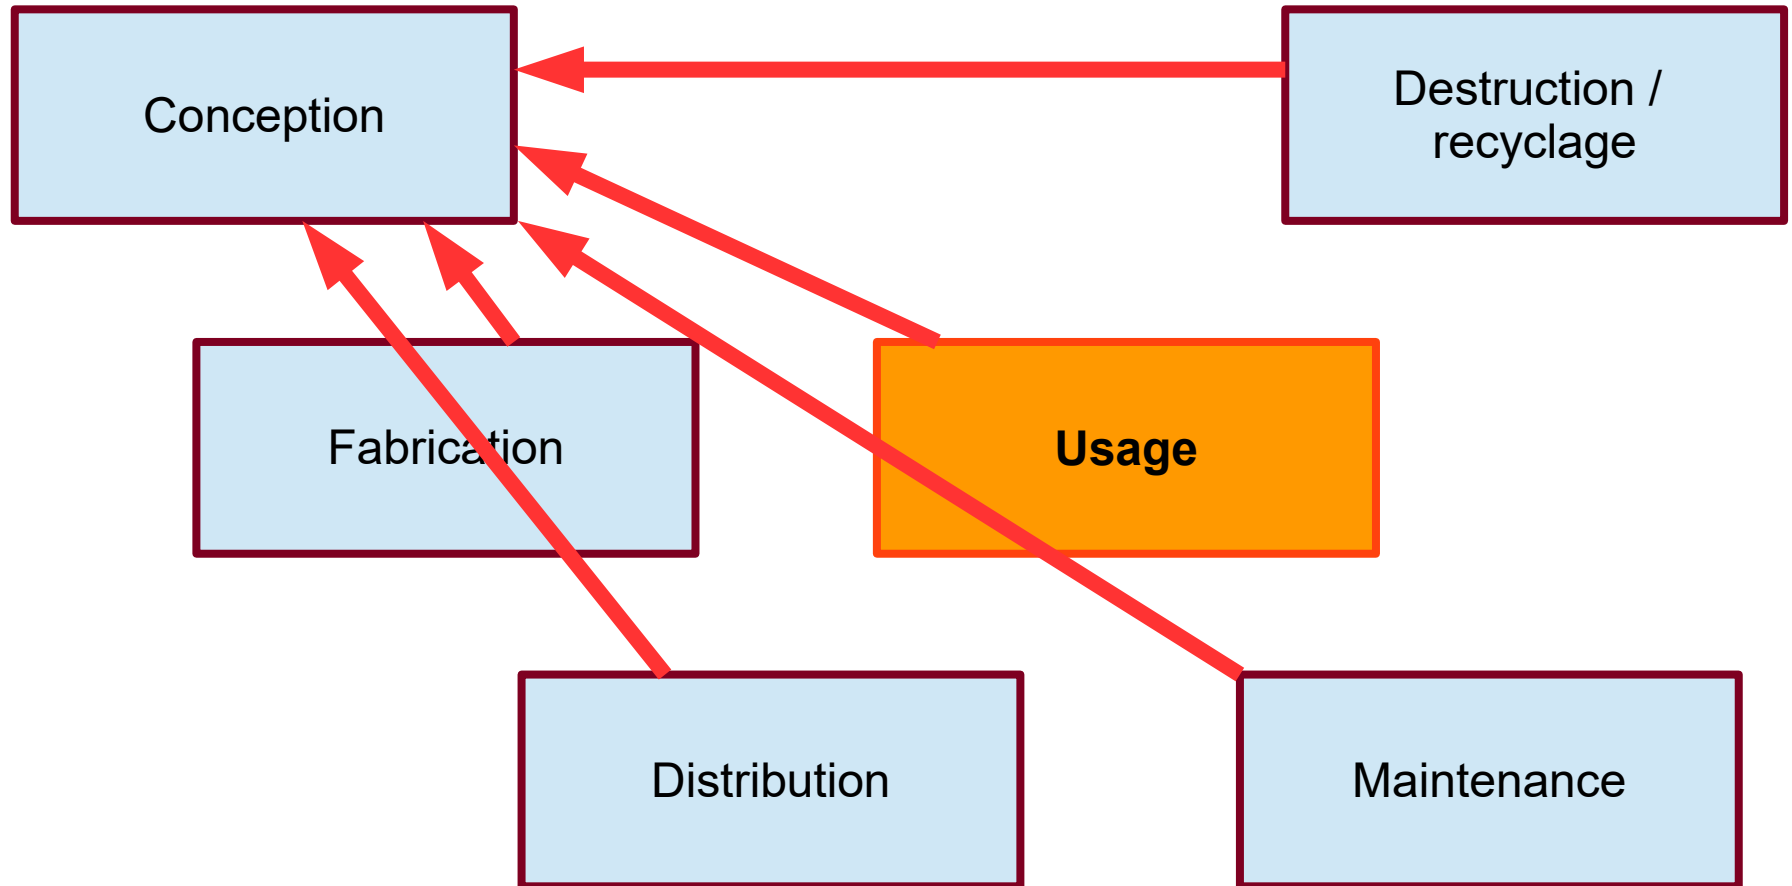 Conception
Destruction /
recyclage
Fabrication
Usage
Distribution
Maintenance